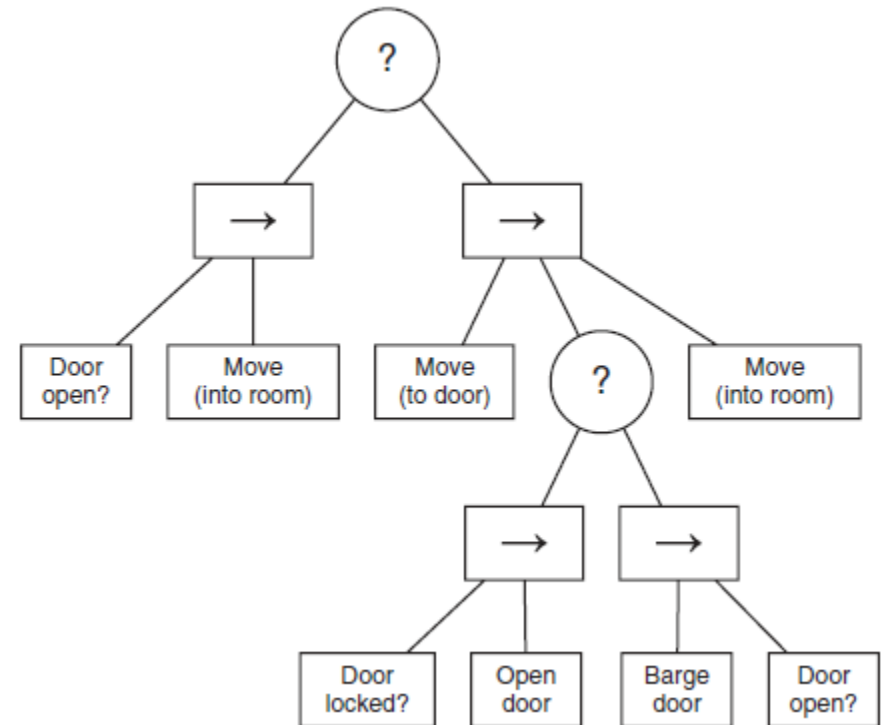 ?
→
→
Door
open?
Move
(into room)
Move
(to door)
?
Move
(into room)
→
→
Door
locked?
Open
door
Barge
door
Door
open?